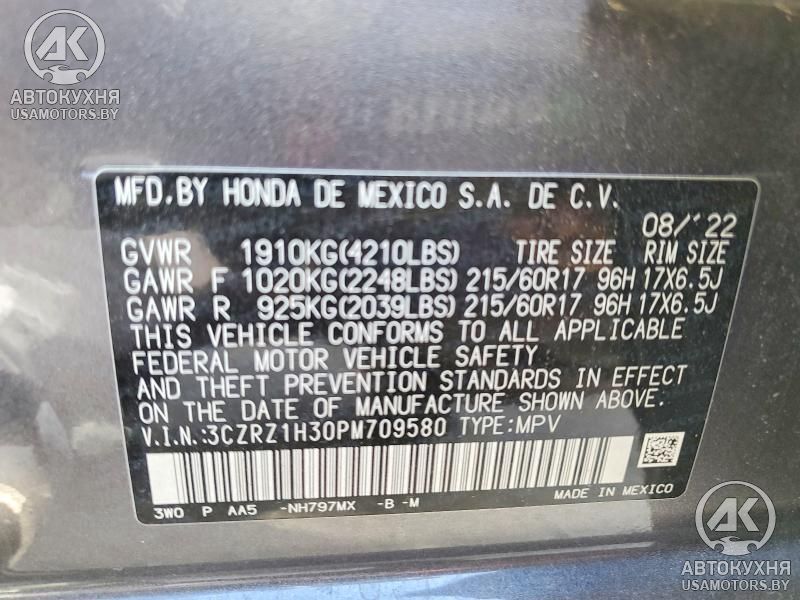 AK
АВТОКУХНЯ
USAMOTORS.BY
MFD.BY HONDA DE MEXICO S.A. DE C.V.
08/'22
GVWR 1910KG(4210LBS) TIRE SIZE RIM SIZE
GAWR F 1020KG(2248LBS) 215/60R17 96H 17X6.5J
GAWR R 925KG(2039LBS) 215/60R17 96H 17X6.5J
THIS VEHICLE CONFORMS TO ALL APPLICABLE
FEDERAL MOTOR VEHICLE SAFETY
AND THEFT PREVENTION STANDARDS IN EFFECT
ON THE DATE OF MANUFACTURE SHOWN ABOVE.
V.I.N.:3CZRZ1H30PM709580 TYPE:MPV
3W0 P AA5 -NH797MX -B -M
MADE IN MEXICO
AK
АВТОКУХНЯ
USAMOTORS.BY